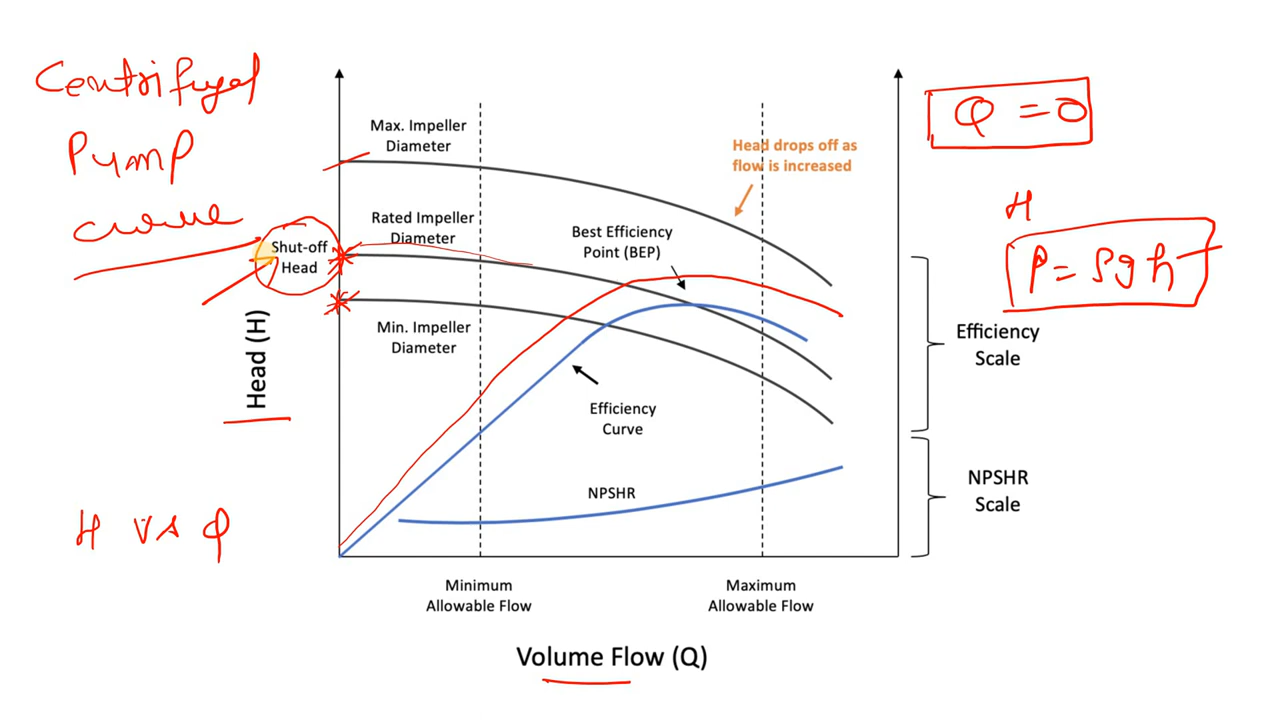 Centrifugal
Pump
curve
Max. Impeller
Diameter
Rated Impeller
Diameter
Shut-off
Head
Min. Impeller
Diameter
Head (H)
H vs Q
Best Efficiency
Point (BEP)
Head drops off as
flow is increased
Efficiency
Curve
NPSHR
Minimum
Allowable Flow
Maximum
Allowable Flow
Volume Flow (Q)
Q = 0
H
P = ρgh
Efficiency
Scale
NPSHR
Scale